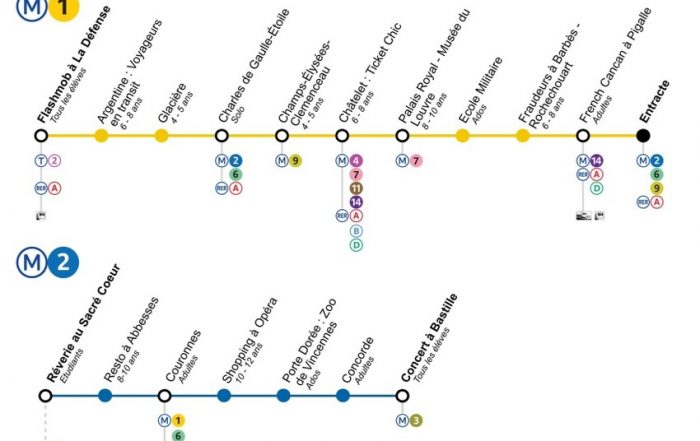 M 1
Flashmob à La Défense
Tous les élèves
Argentine : Voyageurs
en transit
6 - 8 ans
Glacière
4 - 5 ans
Charles de Gaulle-Étoile
Solo
Champs-Élysées-
Clemenceau
4 - 5 ans
Châtelet : Ticket Chic
6 - 8 ans
Palais Royal - Musée du
Louvre
8 - 10 ans
Ecole Militaire
Ados
Fraudeurs à Barbès -
Rochechouart
6 - 8 ans
French Cancan à Pigalle
Adultes
Entracte
T 2
RER A
M 2
6
RER A
M 9
M 4
7
11
14
RER A
B
D
M 7
M 14
RER A
D
M 2
6
9
RER A
M 2
Rêverie au Sacré Coeur
Etudiants
Resto à Abbesses
8-10 ans
Couronnes
Adultes
Shopping à Opéra
10 - 12 ans
Porte Dorée : Zoo
de Vincennes
Ados
Concorde
Adultes
Concert à Bastille
Tous les élèves
M 1
6
M 3